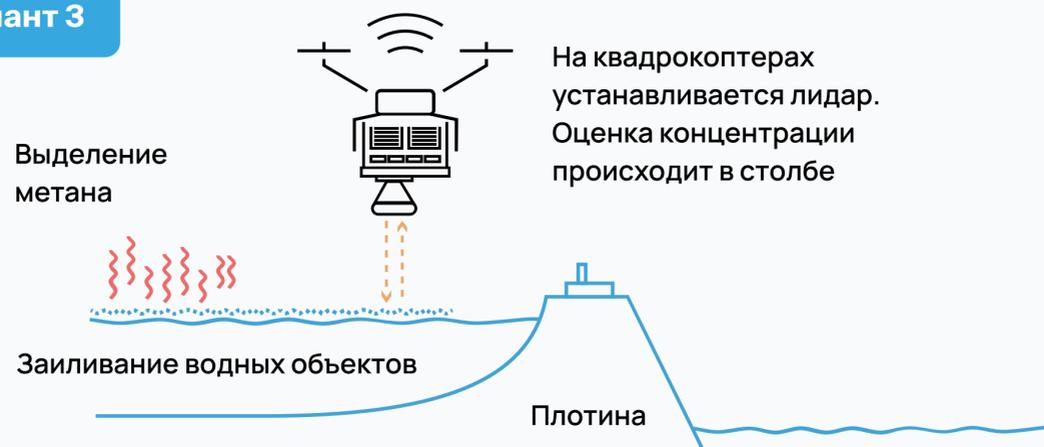 ант 3
На квадрокоптерах
устанавливается лидар.
Оценка концентрации
происходит в столбе
Выделение
метана
Заиливание водных объектов
Плотина